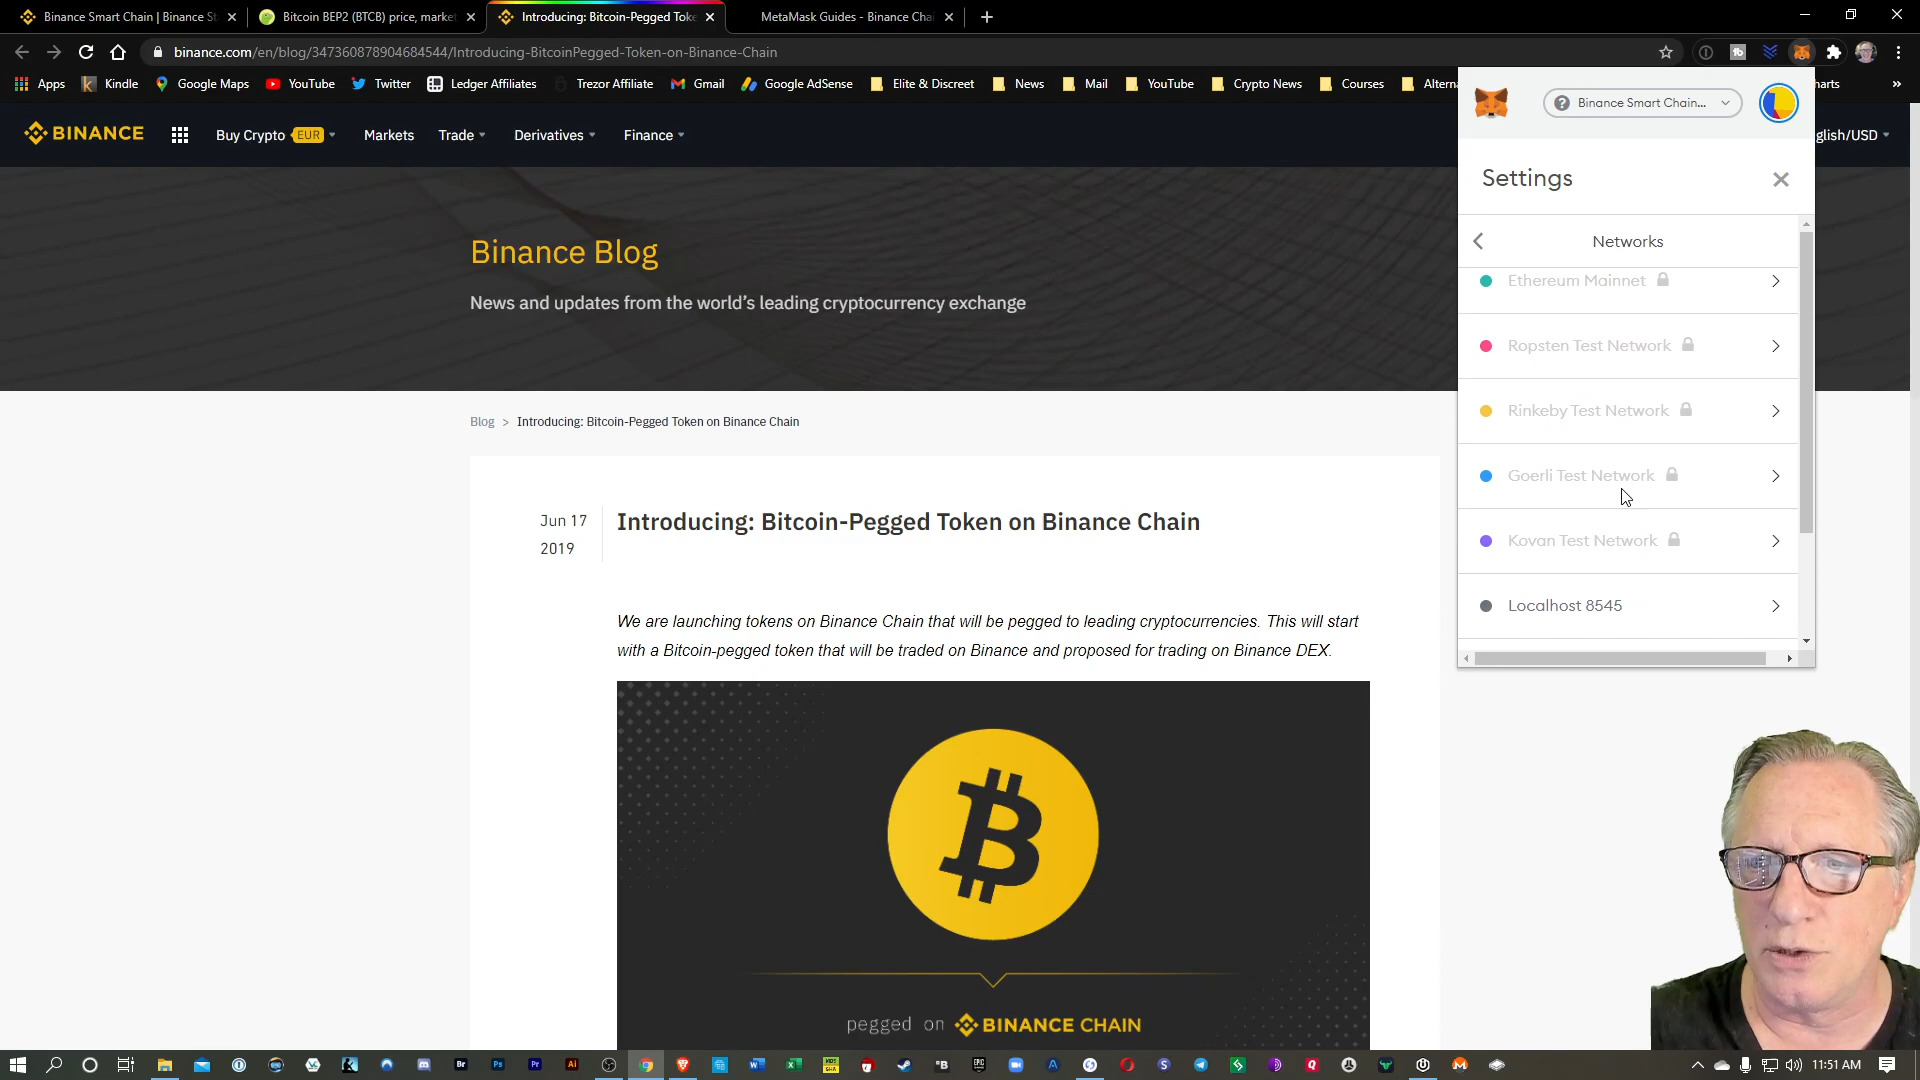 Binance Smart Chain | Binance St
Bitcoin BEP2 (BTCB) price, market
Introducing: Bitcoin-Pegged Toke
MetaMask Guides - Binance Chai
binance.com/en/blog/347360878904684544/Introducing-BitcoinPegged-Token-on-Binance-Chain
Apps
Kindle
Google Maps
YouTube
Twitter
Ledger Affiliates
Trezor Affiliate
Gmail
Google AdSense
Elite & Discreet
News
Mail
YouTube
Crypto News
Courses
Altern
harts
BINANCE
Buy Crypto EUR
Markets
Trade
Derivatives
Finance
glish/USD
Binance Smart Chain...
Settings
Networks
Ethereum Mainnet
Ropsten Test Network
Rinkeby Test Network
Goerli Test Network
Kovan Test Network
Localhost 8545
Binance Blog
News and updates from the world's leading cryptocurrency exchange
Blog > Introducing: Bitcoin-Pegged Token on Binance Chain
Jun 17
2019
Introducing: Bitcoin-Pegged Token on Binance Chain
We are launching tokens on Binance Chain that will be pegged to leading cryptocurrencies. This will start
with a Bitcoin-pegged token that will be traded on Binance and proposed for trading on Binance DEX.
pegged on BINANCE CHAIN
11:51 AM